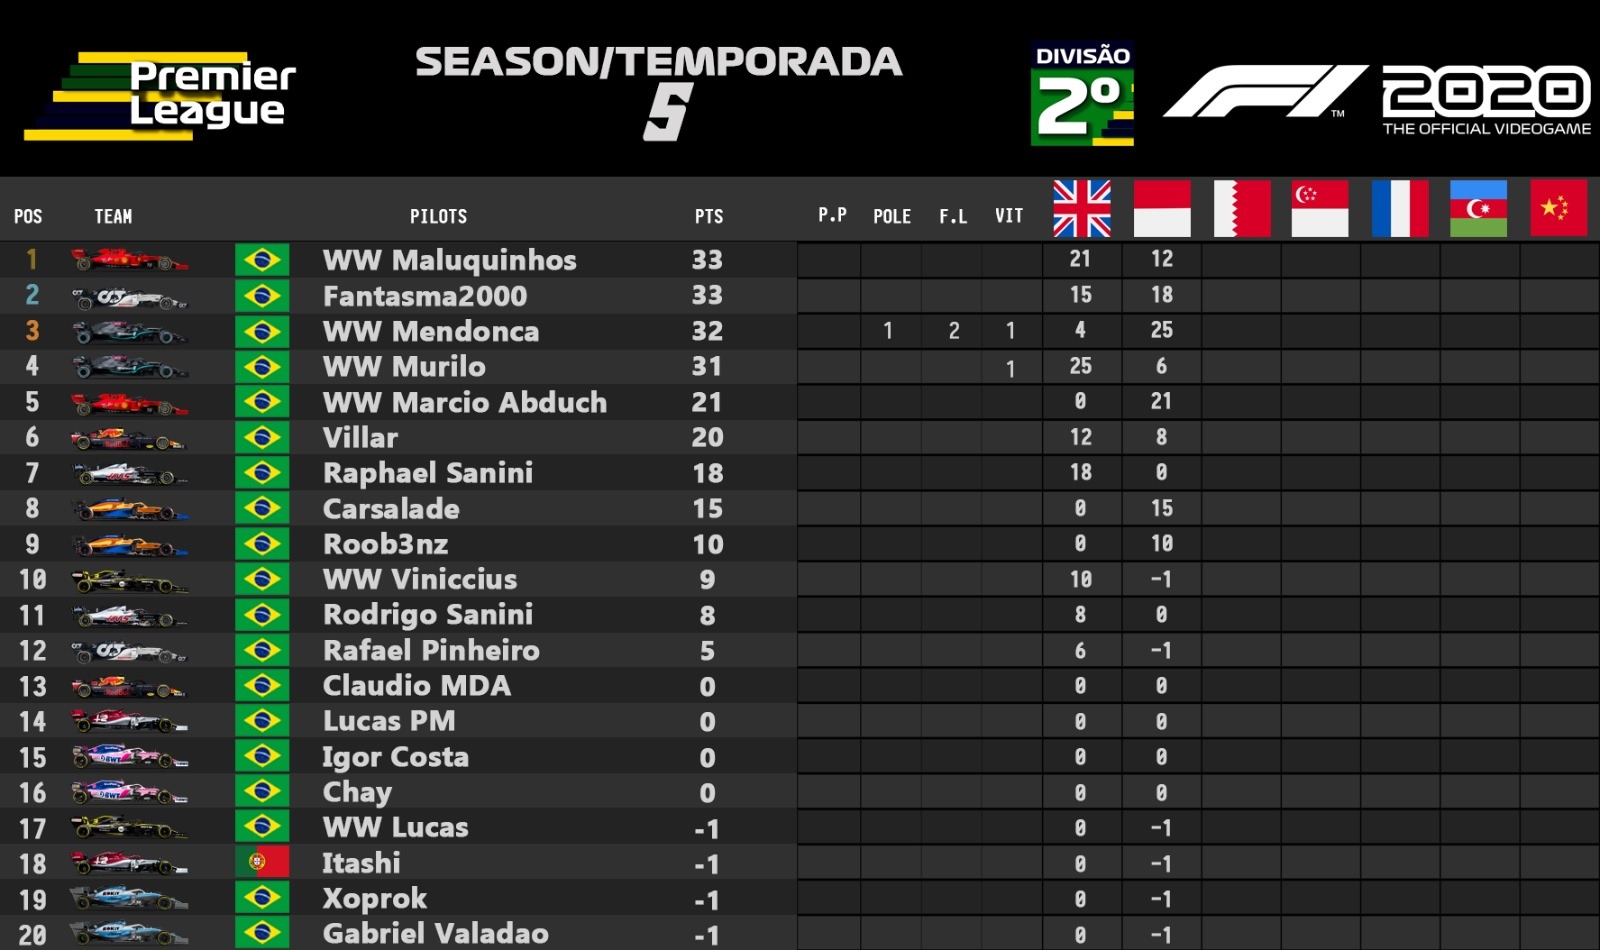 Premier
League
SEASON/TEMPORADA
5
DIVISÃO
2º
F1 ™
2020
THE OFFICIAL VIDEOGAME
POS TEAM PILOTS PTS P.P POLE F.L VIT
1 WW Maluquinhos 33 21 12
2 Fantasma2000 33 15 18
3 WW Mendonca 32 1 2 1 4 25
4 WW Murilo 31 1 25 6
5 WW Marcio Abduch 21 0 21
6 Villar 20 12 8
7 Raphael Sanini 18 18 0
8 Carsalade 15 0 15
9 Roob3nz 10 0 10
10 WW Viniccius 9 10 -1
11 Rodrigo Sanini 8 8 0
12 Rafael Pinheiro 5 6 -1
13 Claudio MDA 0 0 0
14 Lucas PM 0 0 0
15 Igor Costa 0 0 0
16 Chay 0 0 0
17 WW Lucas -1 0 -1
18 Itashi -1 0 -1
19 Xoprok -1 0 -1
20 Gabriel Valadao -1 0 -1